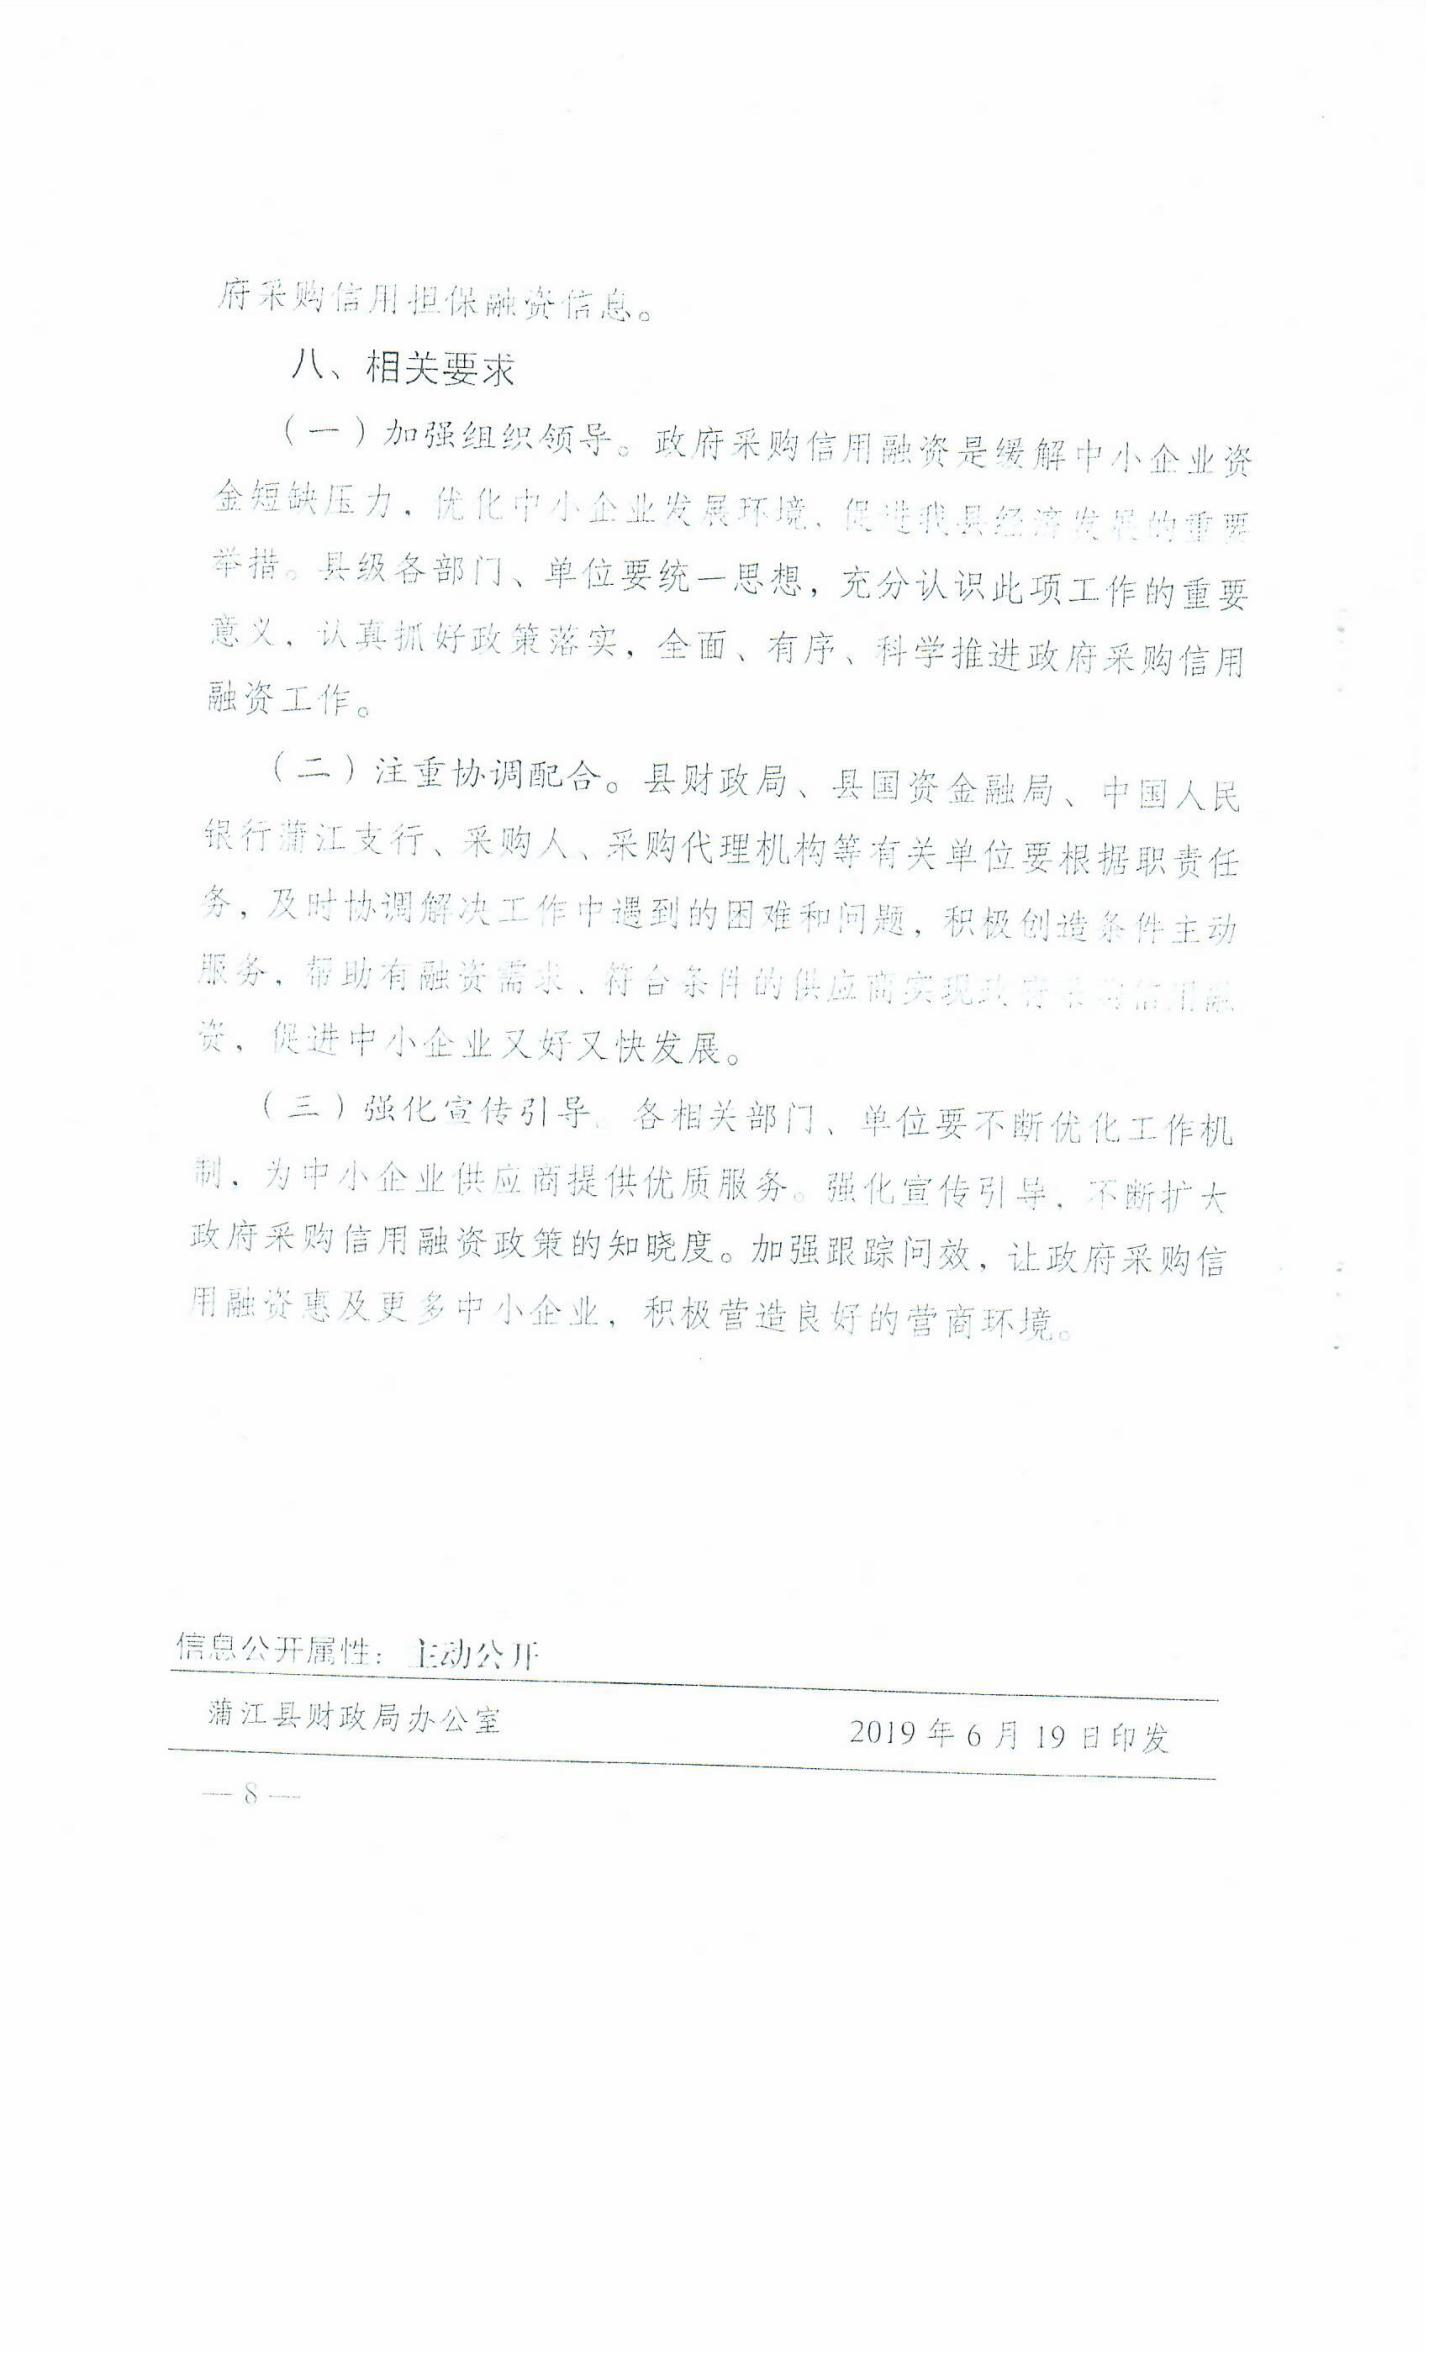 府采购信用担保融资信息。
八、相关要求
（一）加强组织领导。政府采购信用融资是缓解中小企业资
金短缺压力，优化中小企业发展环境、促进我县经济发展的重要
举措。县级各部门、单位要统一思想，充分认识此项工作的重要
意义，认真抓好政策落实，全面、有序、科学推进政府采购信用
融资工作。
（二）注重协调配合。县财政局、县国资金融局、中国人民
银行蒲江支行、采购人、采购代理机构等有关单位要根据职责任
务，及时协调解决工作中遇到的困难和问题，积极创造条件主动
服务，帮助有融资需求、符合条件的供应商实现政府采购信用融
资，促进中小企业又好又快发展。
（三）强化宣传引导。各相关部门、单位要不断优化工作机
制，为中小企业供应商提供优质服务。强化宣传引导，不断扩大
政府采购信用融资政策的知晓度。加强跟踪问效，让政府采购信
用融资惠及更多中小企业，积极营造良好的营商环境。
信息公开属性：主动公开
蒲江县财政局办公室 2019年6月19日印发
— 8 —